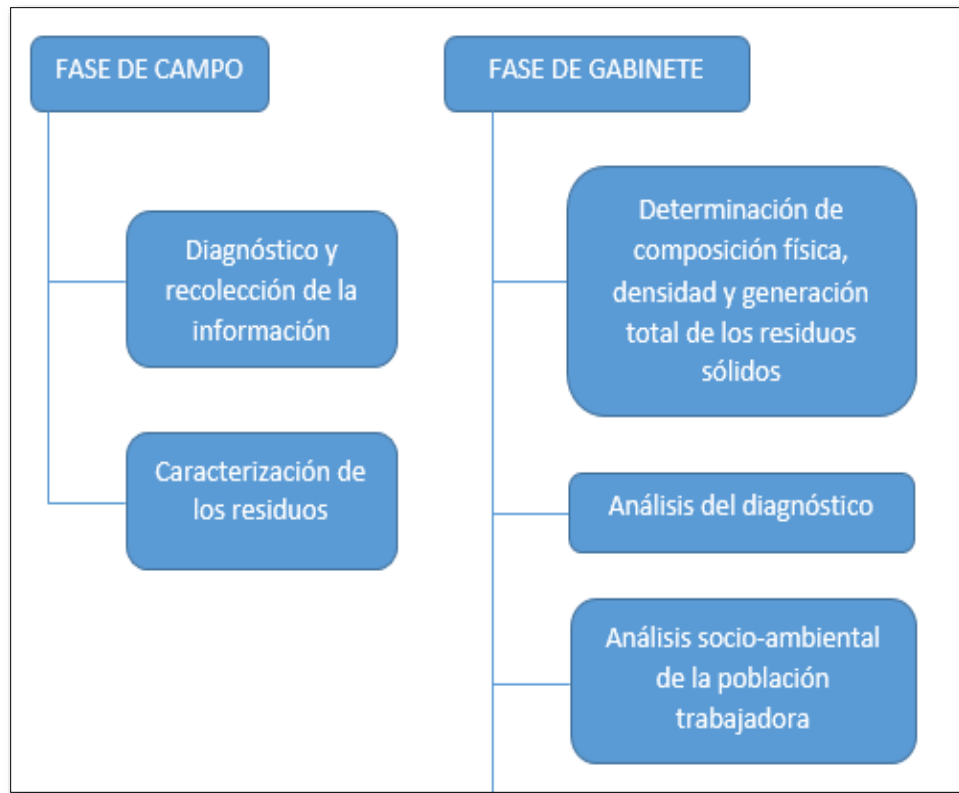 FASE DE CAMPO
Diagnóstico y
recolección de la
información
Caracterización de
los residuos
FASE DE GABINETE
Determinación de
composición física,
densidad y generación
total de los residuos
sólidos
Análisis del diagnóstico
Análisis socio-ambiental
de la población
trabajadora